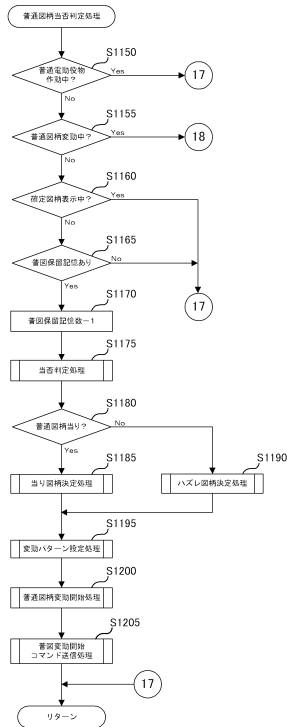 普通図柄当否判定処理
S1150
普通電動役物
作動中？
Yes
17
No
S1155
普通図柄変動中？
Yes
18
No
S1160
確定図柄表示中？
Yes
No
S1165
普図保留記憶あり
No
Yes
17
S1170
普図保留記憶数－1
S1175
当否判定処理
S1180
普通図柄当り？
No
Yes
S1185
当り図柄決定処理
S1190
ハズレ図柄決定処理
S1195
変動パターン設定処理
S1200
普通図柄変動開始処理
S1205
普図変動開始
コマンド送信処理
17
リターン